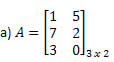 a) A = [1 5
7 2
3 0]3 x 2